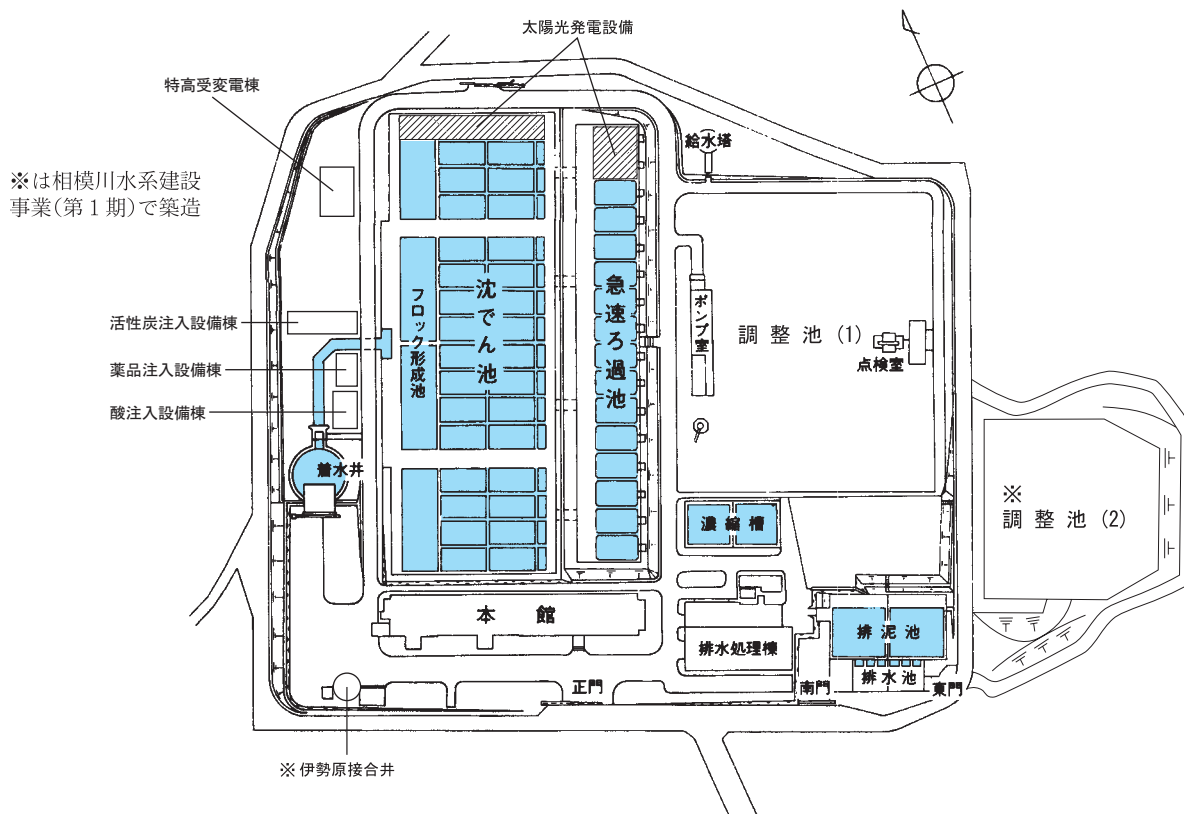 太陽光発電設備
特高受変電棟
給水塔
※は相模川水系建設
事業(第1期)で築造
フロック形成池
沈でん池
急速ろ過池
ポンプ室
調整池(1)
点検室
活性炭注入設備棟
薬品注入設備棟
酸注入設備棟
着水井
※
調整池(2)
濃縮槽
本館
排水処理棟
排泥池
排水池
正門
南門
東門
※伊勢原接合井